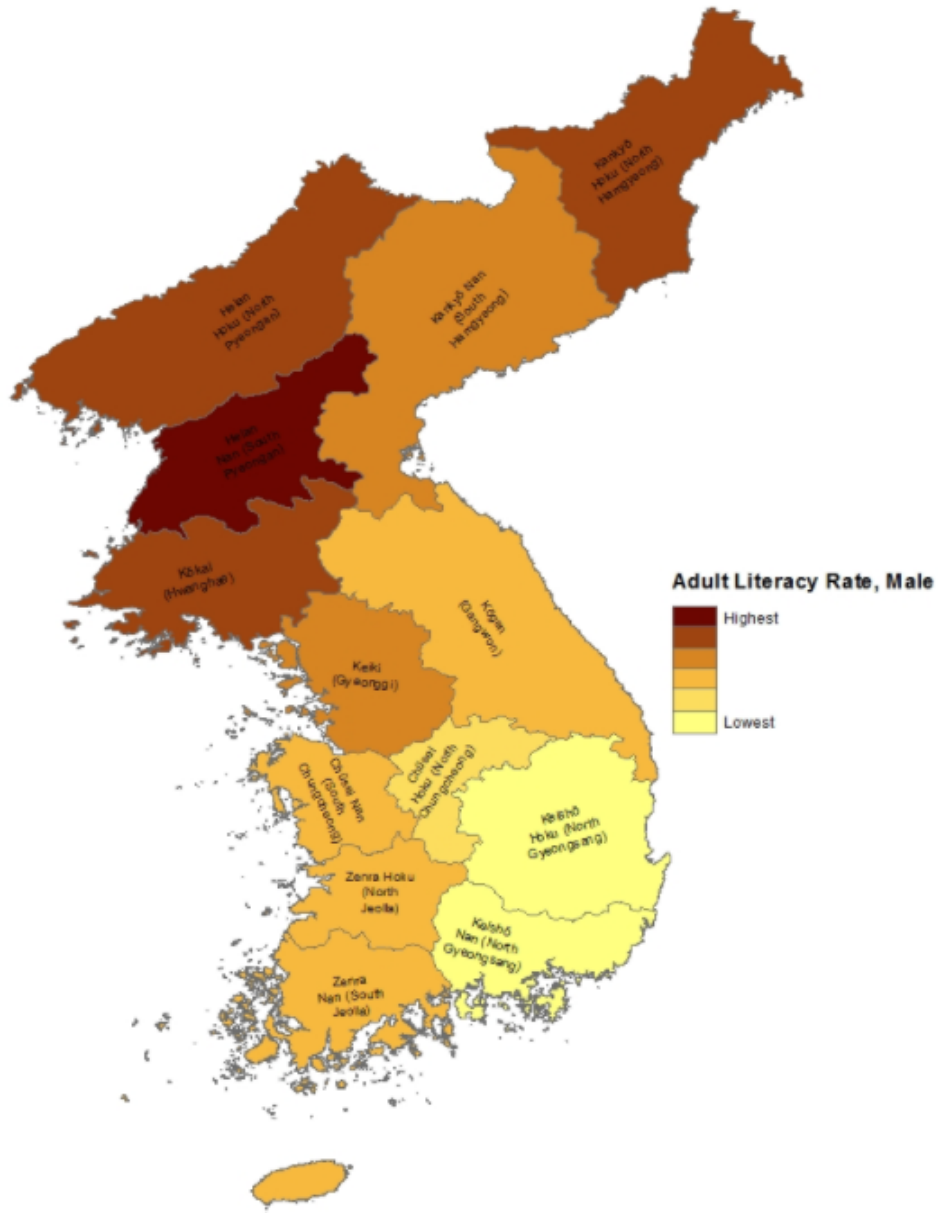 Kankyō
Hoku (North
Hamgyeong)
Heian
Hoku (North
Pyeongan)
Kankyō Nan
(South
Hamgyeong)
Heian
Nan (South
Pyeongan)
Kōkai
(Hwanghae)
Kōgen
(Gangwon)
Keiki
(Gyeonggi)
Adult Literacy Rate, Male
Highest
Lowest
Chūsei Nan
(South
Chungcheong)
Chūsei
Hoku (North
Chungcheong)
Keishō
Hoku (North
Gyeongsang)
Zenra Hoku
(North
Jeolla)
Keishō
Nan (North
Gyeongsang)
Zenra
Nan (South
Jeolla)